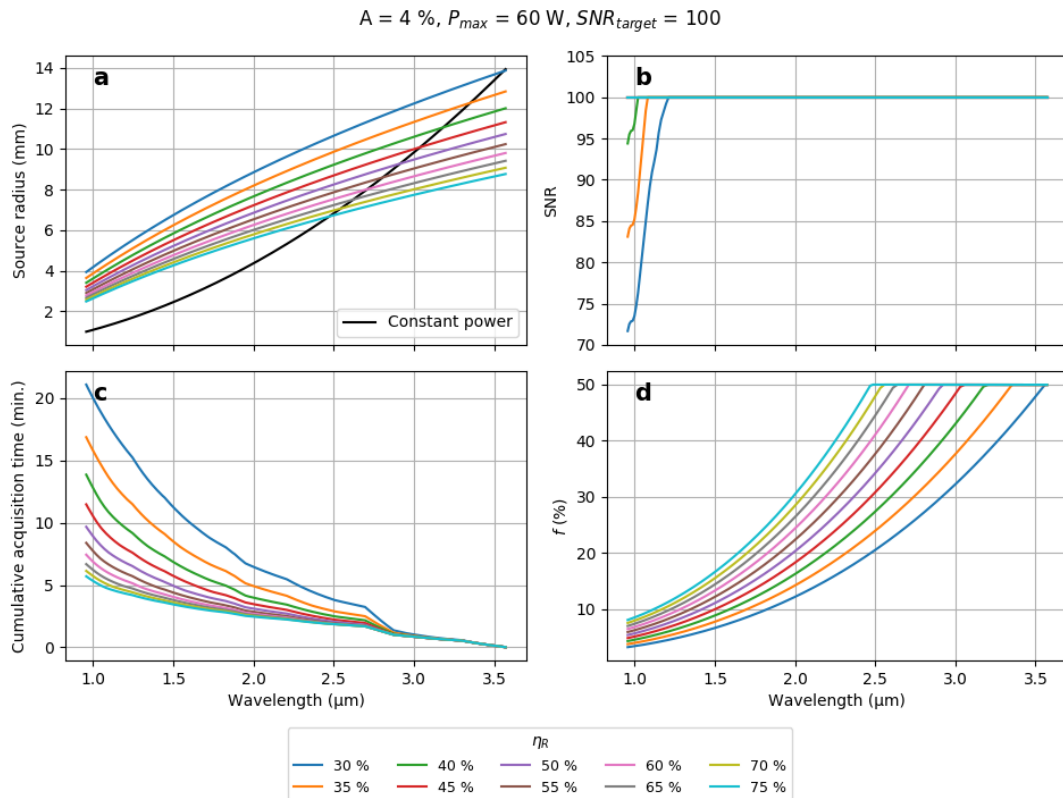 A = 4 %, P_max = 60 W, SNR_target = 100
a
14
12
10
8
6
4
2
Source radius (mm)
Constant power
b
105
100
95
90
85
80
75
70
SNR
c
20
15
10
5
0
Cumulative acquisition time (min.)
1.0 1.5 2.0 2.5 3.0 3.5
Wavelength (μm)
d
50
40
30
20
10
f (%)
1.0 1.5 2.0 2.5 3.0 3.5
Wavelength (μm)
η_R
30 % 40 % 50 % 60 % 70 %
35 % 45 % 55 % 65 % 75 %